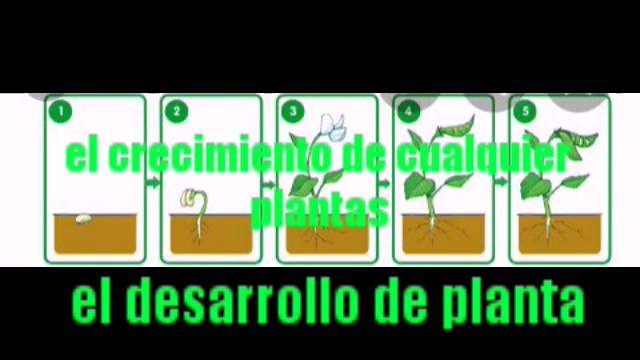 1 2 3 4 5
el crecimiento de cualquier
plantas
el desarrollo de planta